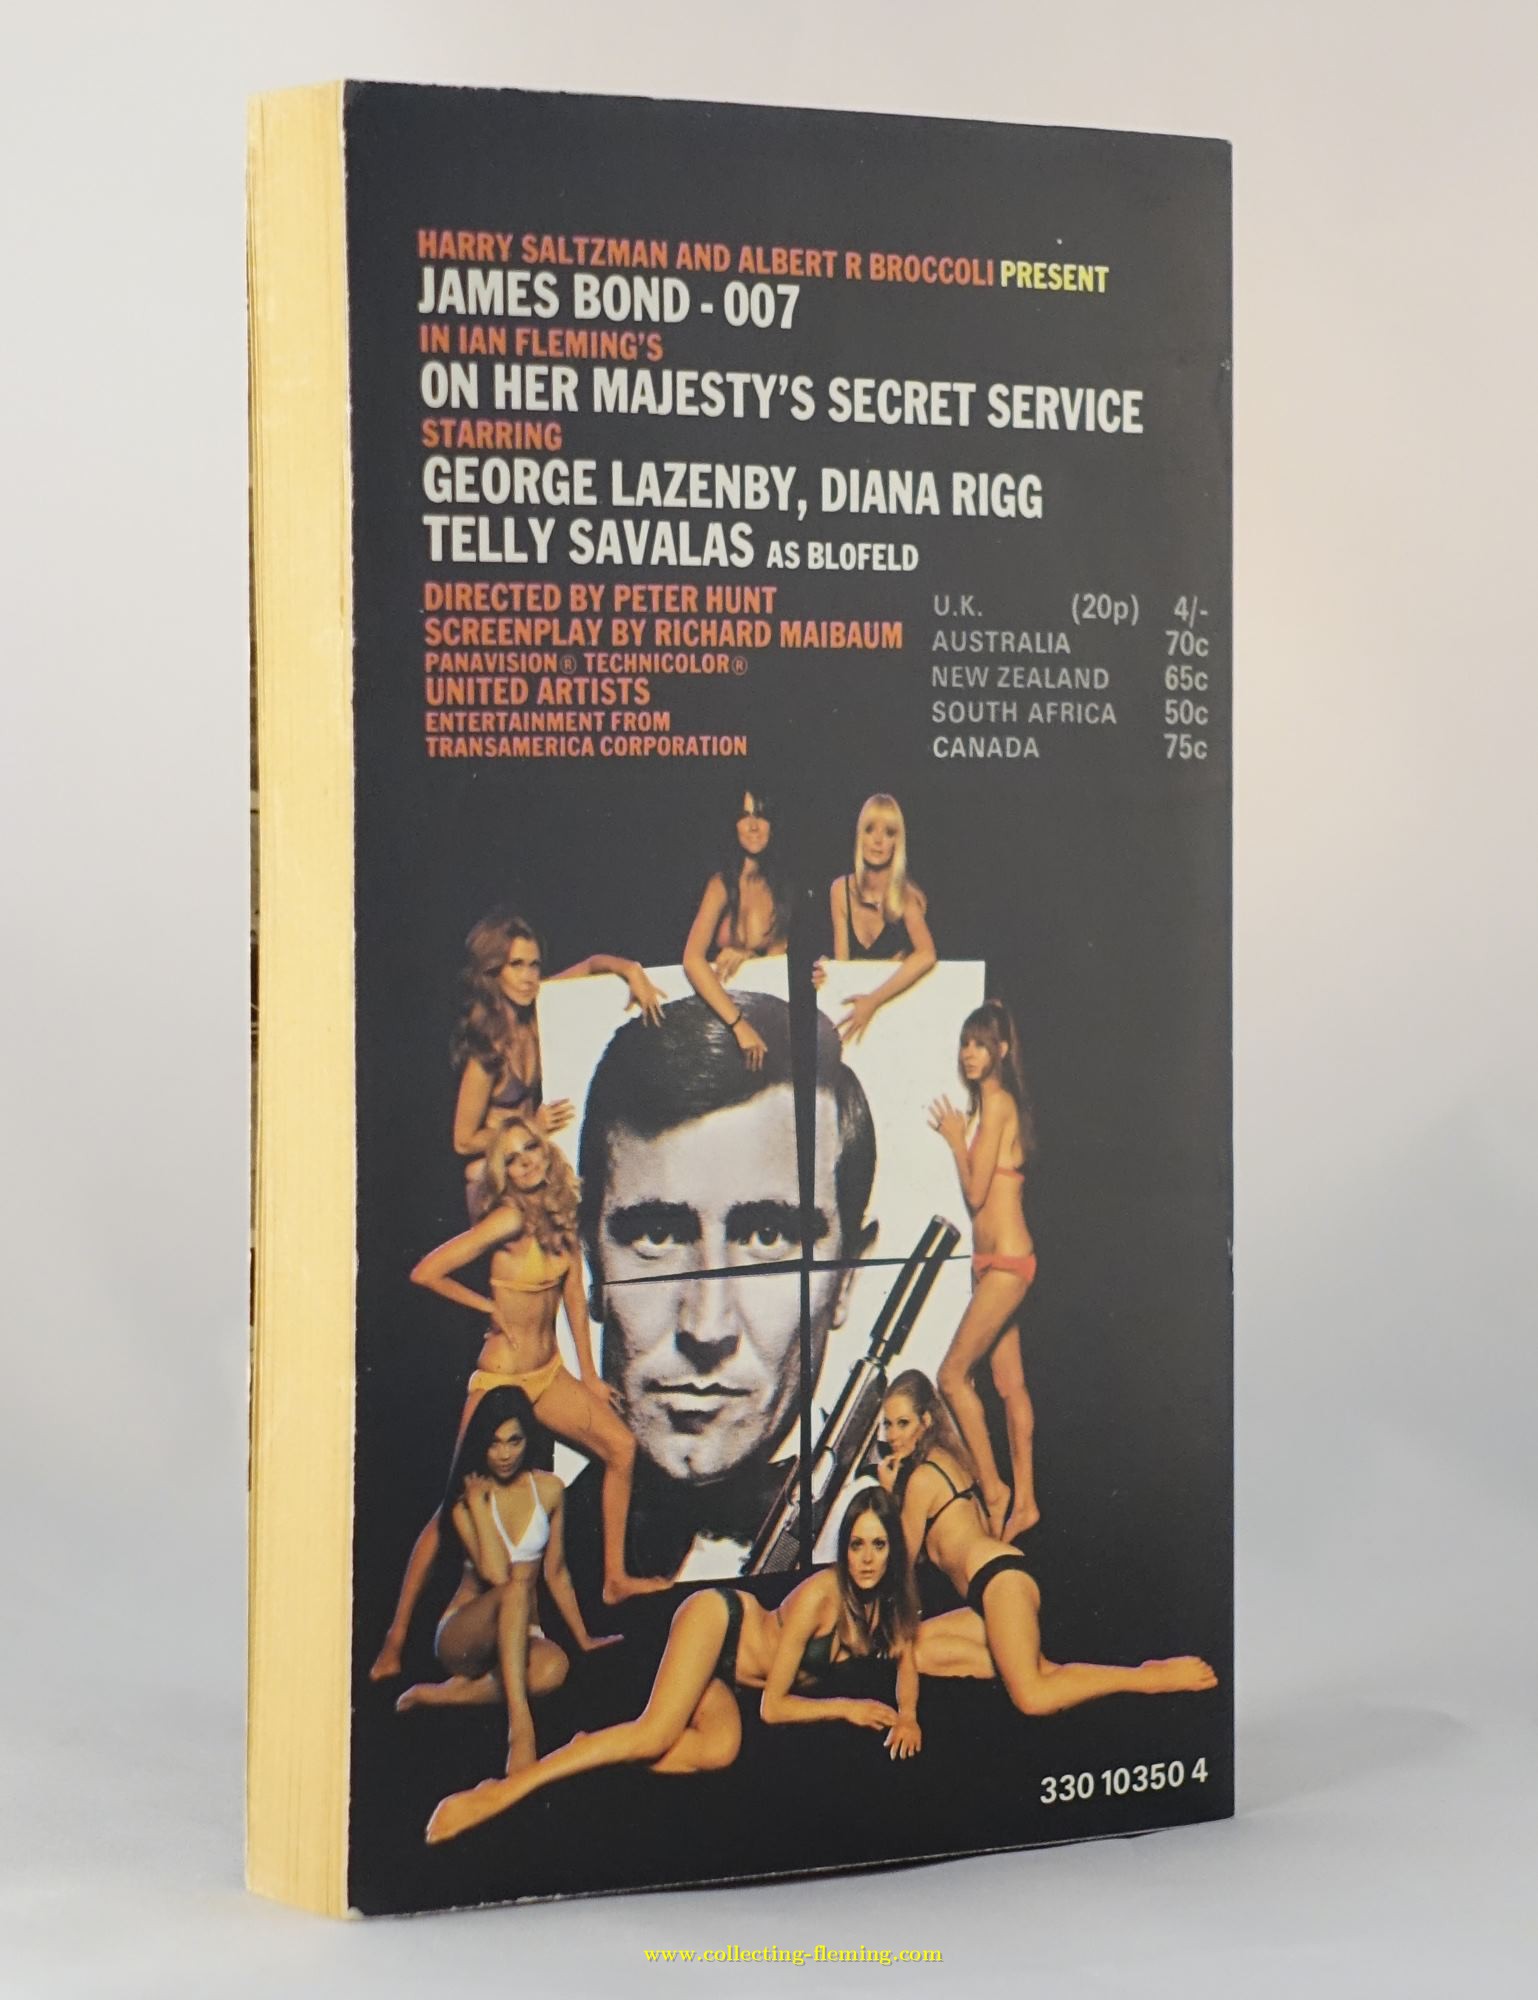 HARRY SALTZMAN AND ALBERT R BROCCOLI PRESENT
JAMES BOND - 007
IN IAN FLEMING'S
ON HER MAJESTY'S SECRET SERVICE
STARRING
GEORGE LAZENBY, DIANA RIGG
TELLY SAVALAS AS BLOFELD
DIRECTED BY PETER HUNT
SCREENPLAY BY RICHARD MAIBAUM
PANAVISION® TECHNICOLOR®
UNITED ARTISTS
ENTERTAINMENT FROM
TRANSAMERICA CORPORATION
U.K. (20p) 4/-
AUSTRALIA 70c
NEW ZEALAND 65c
SOUTH AFRICA 50c
CANADA 75c
330 10350 4
www.collecting-fleming.com